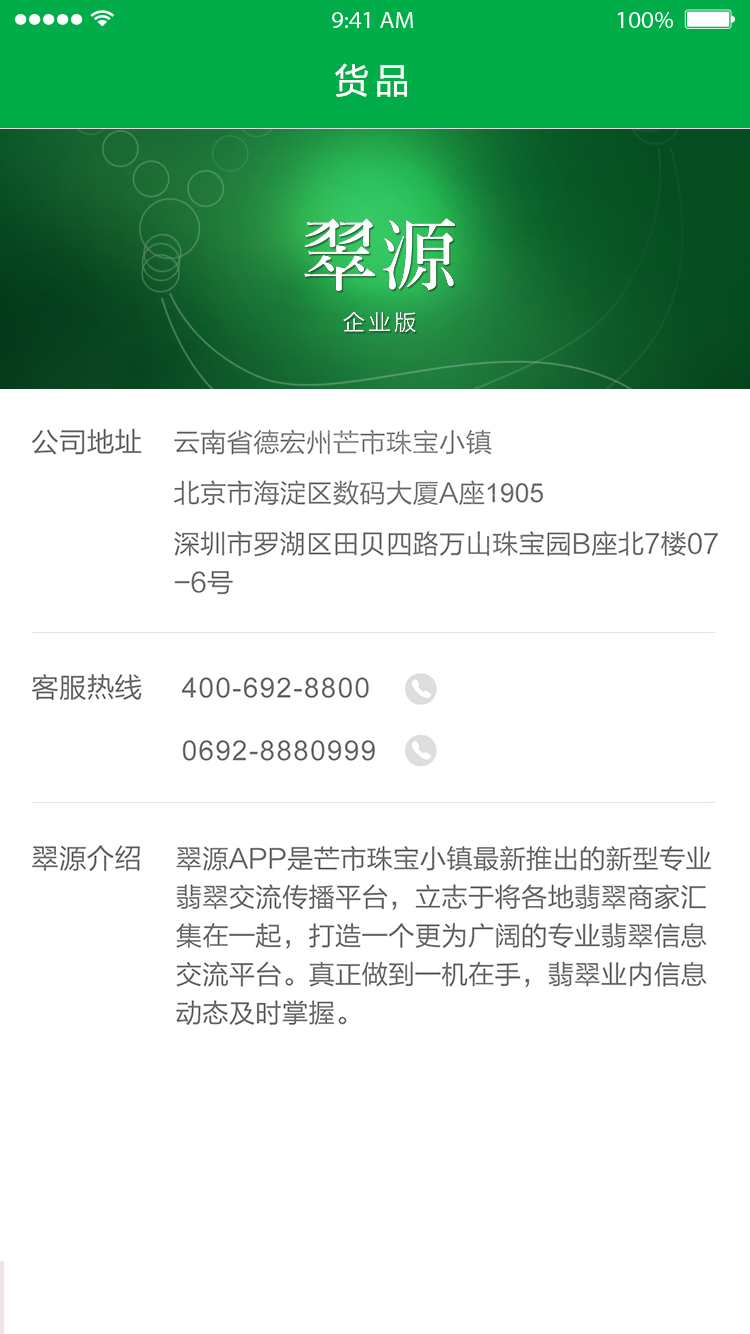 9:41 AM 100%
货品
翠源
企业版
公司地址 云南省德宏州芒市珠宝小镇
北京市海淀区数码大厦A座1905
深圳市罗湖区田贝四路万山珠宝园B座北7楼07
-6号
客服热线 400-692-8800
0692-8880999
翠源介绍 翠源APP是芒市珠宝小镇最新推出的新型专业
翡翠交流传播平台，立志于将各地翡翠商家汇
集在一起，打造一个更为广阔的专业翡翠信息
交流平台。真正做到一机在手，翡翠业内信息
动态及时掌握。